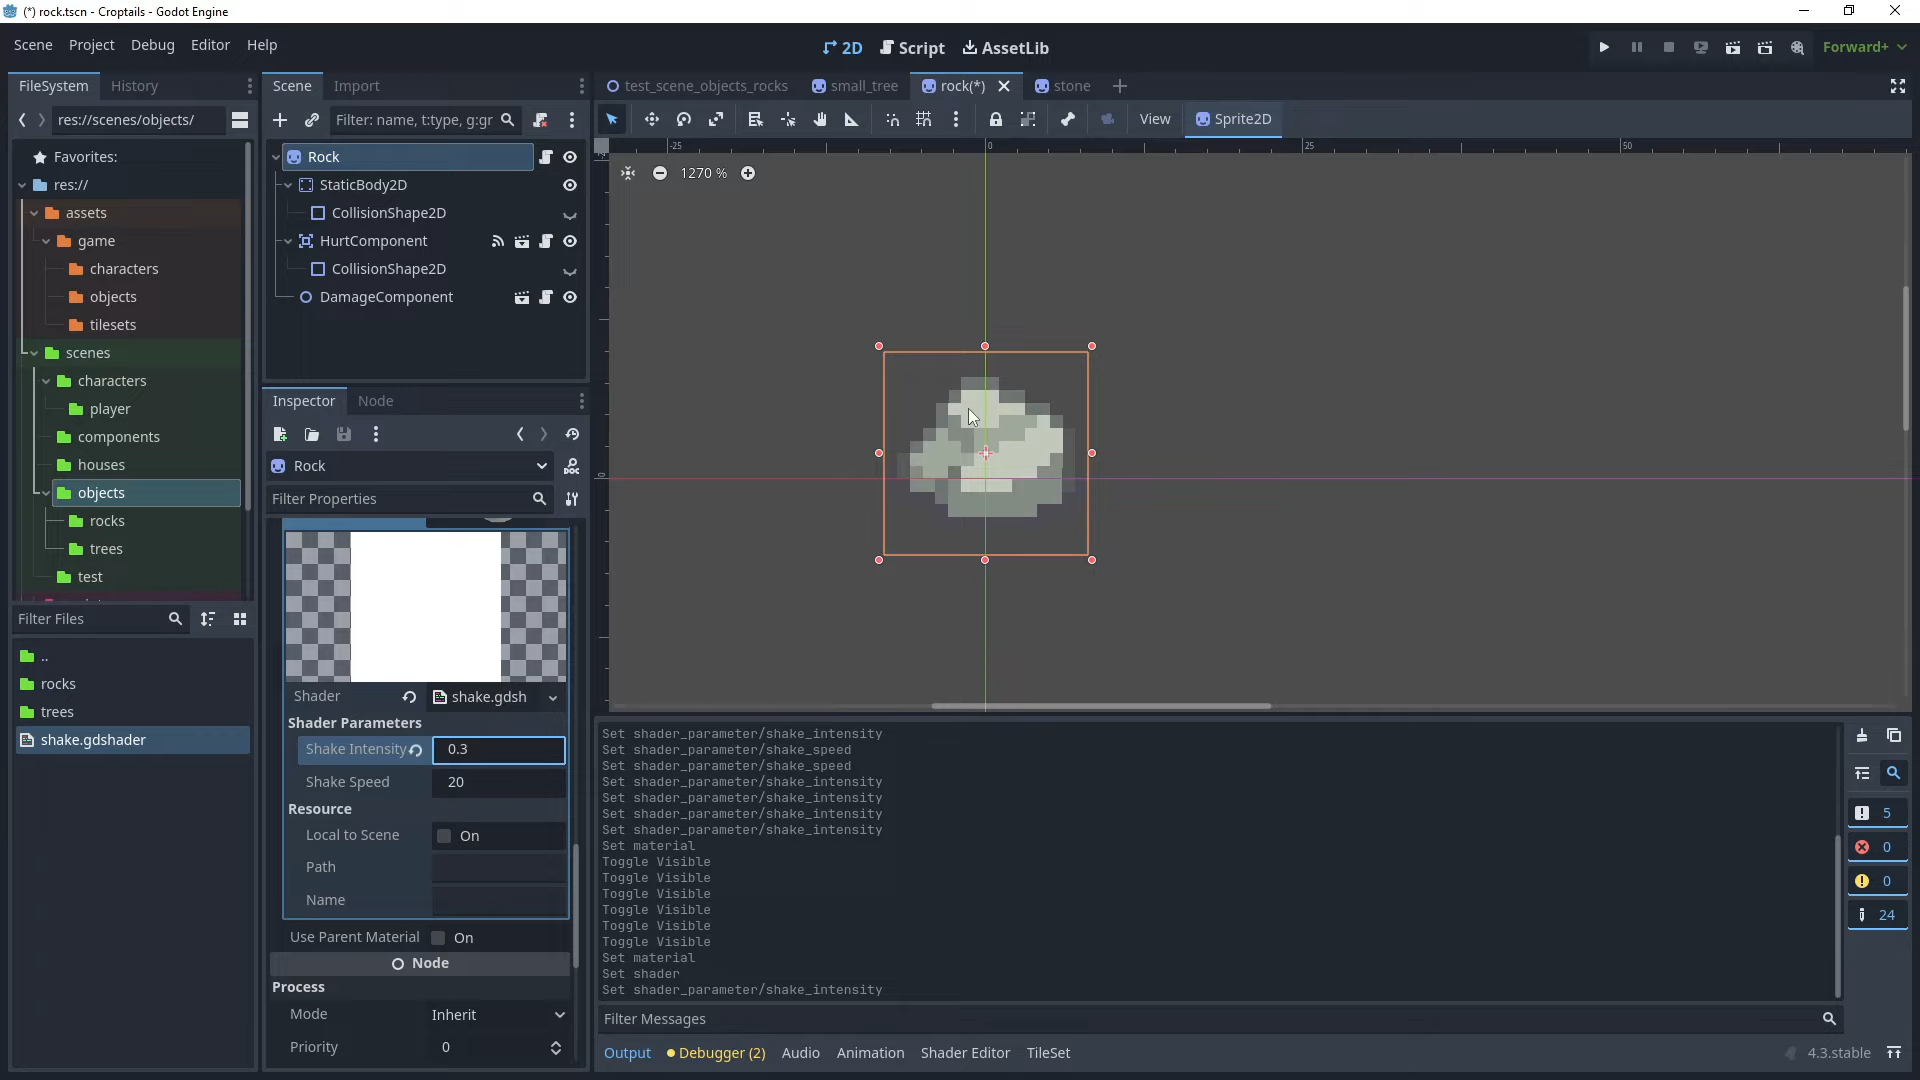 (*) rock.tscn - Croptails - Godot Engine
Scene Project Debug Editor Help
2D Script AssetLib
Forward+
FileSystem History
Scene Import
test_scene_objects_rocks small_tree rock(*) stone
res://scenes/objects/
Filter: name, t:type, g:gr
View Sprite2D
Favorites:
res://
assets
game
characters
objects
tilesets
scenes
characters
player
components
houses
objects
rocks
trees
test
Filter Files
..
rocks
trees
shake.gdshader
Rock
StaticBody2D
CollisionShape2D
HurtComponent
CollisionShape2D
DamageComponent
Inspector Node
Rock
Filter Properties
Shader shake.gdsh
Shader Parameters
Shake Intensity 0.3
Shake Speed 20
Resource
Local to Scene On
Path
Name
Use Parent Material On
Node
Process
Mode Inherit
Priority 0
-25 0 25 50
1270 %
0
Set shader_parameter/shake_intensity
Set shader_parameter/shake_speed
Set shader_parameter/shake_speed
Set shader_parameter/shake_intensity
Set shader_parameter/shake_intensity
Set shader_parameter/shake_intensity
Set shader_parameter/shake_intensity
Set material
Toggle Visible
Toggle Visible
Toggle Visible
Toggle Visible
Toggle Visible
Toggle Visible
Set material
Set shader
Set shader_parameter/shake_intensity
5
0
0
24
Filter Messages
Output Debugger (2) Audio Animation Shader Editor TileSet
4.3.stable